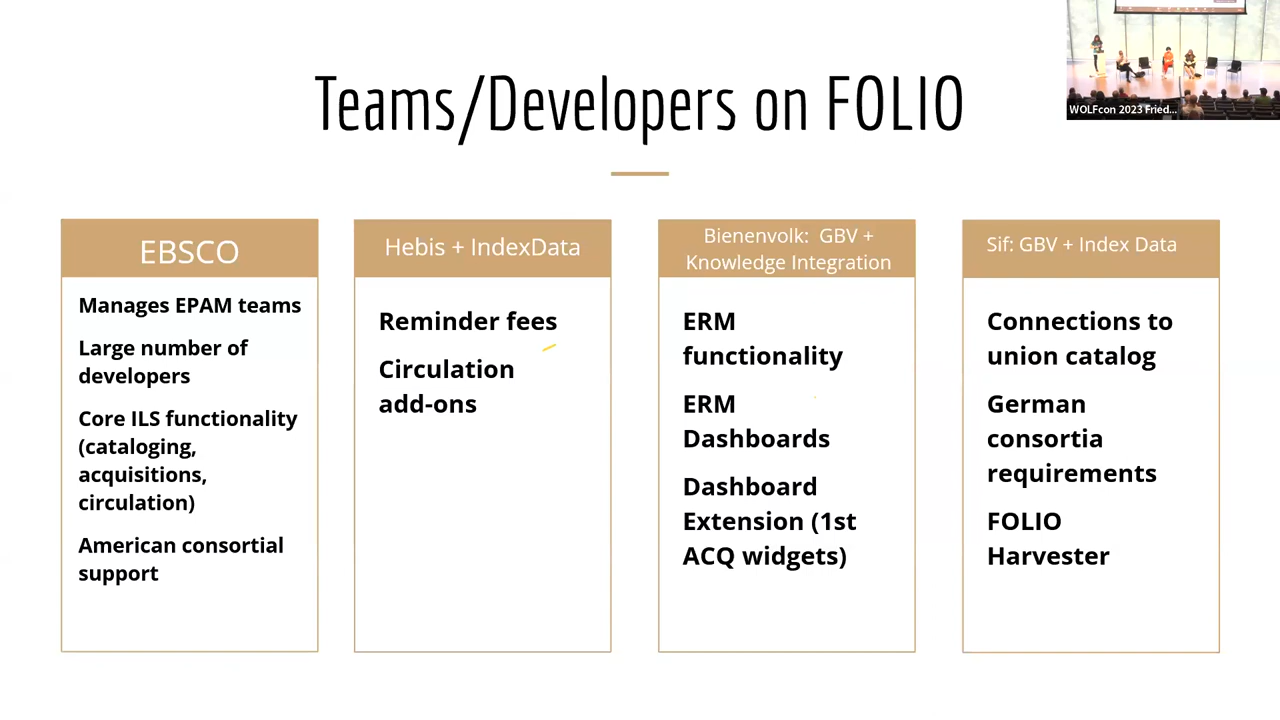 Teams/Developers on FOLIO
WOLFcon 2023 Fried...
EBSCO
Manages EPAM teams
Large number of
developers
Core ILS functionality
(cataloging,
acquisitions,
circulation)
American consortial
support
Hebis + IndexData
Reminder fees
Circulation
add-ons
Bienenvolk: GBV +
Knowledge Integration
ERM
functionality
ERM
Dashboards
Dashboard
Extension (1st
ACQ widgets)
Sif: GBV + Index Data
Connections to
union catalog
German
consortia
requirements
FOLIO
Harvester